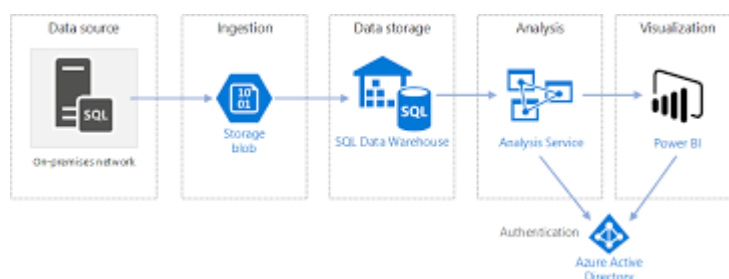 Data source
Ingestion
Data storage
Analysis
Visualization
SQL
10
01
SQL
On-premises network
Storage
blob
SQL Data Warehouse
Analysis Service
Power BI
Authentication
Azure Active
Directory